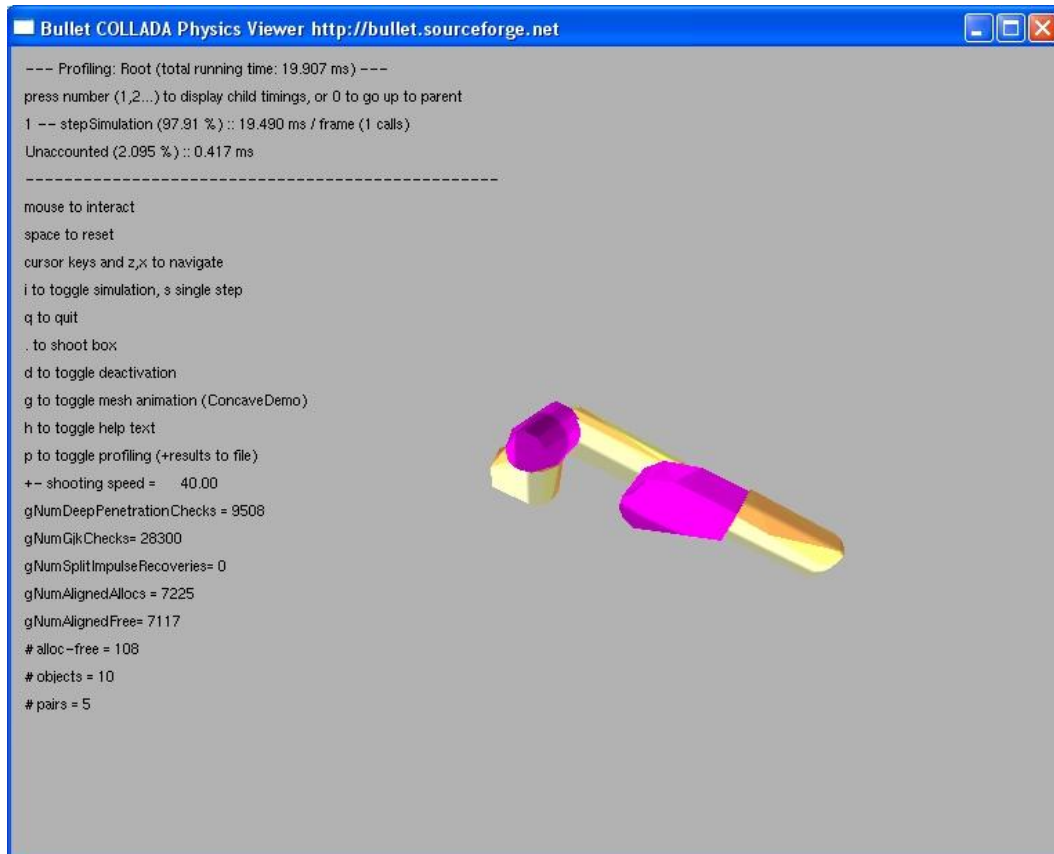 Bullet COLLADA Physics Viewer http://bullet.sourceforge.net
--- Profiling: Root (total running time: 19.907 ms) ---
press number (1,2...) to display child timings, or 0 to go up to parent
1 -- stepSimulation (97.91 %) :: 19.490 ms / frame (1 calls)
Unaccounted (2.095 %) :: 0.417 ms
-------------------------------------------------
mouse to interact
space to reset
cursor keys and z,x to navigate
i to toggle simulation, s single step
q to quit
. to shoot box
d to toggle deactivation
g to toggle mesh animation (ConcaveDemo)
h to toggle help text
p to toggle profiling (+results to file)
+- shooting speed = 40.00
gNumDeepPenetrationChecks = 9508
gNumGjkChecks= 28300
gNumSplitImpulseRecoveries= 0
gNumAlignedAllocs = 7225
gNumAlignedFree= 7117
# alloc-free = 108
# objects = 10
# pairs = 5